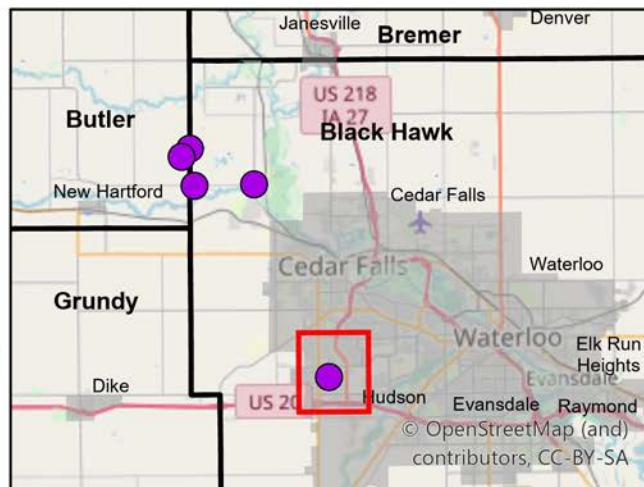 Janesville
Denver
Bremer
US 218
IA 27
Butler
Black Hawk
New Hartford
Cedar Falls
Cedar Falls
Waterloo
Grundy
Waterloo
Elk Run
Heights
Evansdale
Dike
US 20
Hudson
Evansdale
Raymond
© OpenStreetMap (and)
contributors, CC-BY-SA